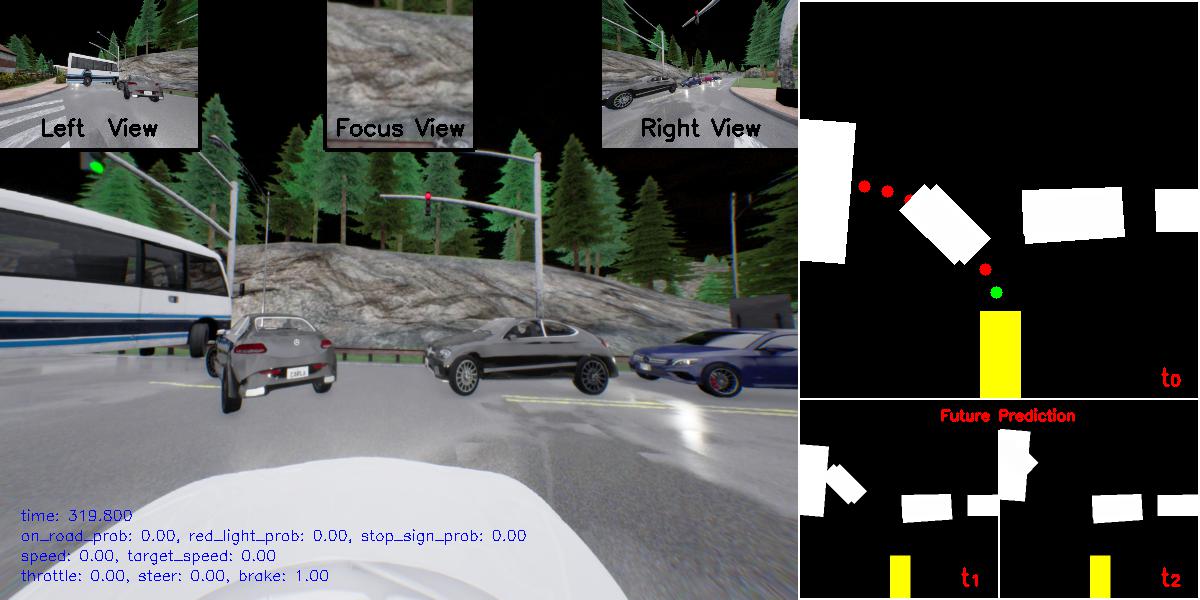 Left View
Focus View
Right View
CARLA
time: 319.800
on_road_prob: 0.00, red_light_prob: 0.00, stop_sign_prob: 0.00
speed: 0.00, target_speed: 0.00
throttle: 0.00, steer: 0.00, brake: 1.00
t0
Future Prediction
t1
t2